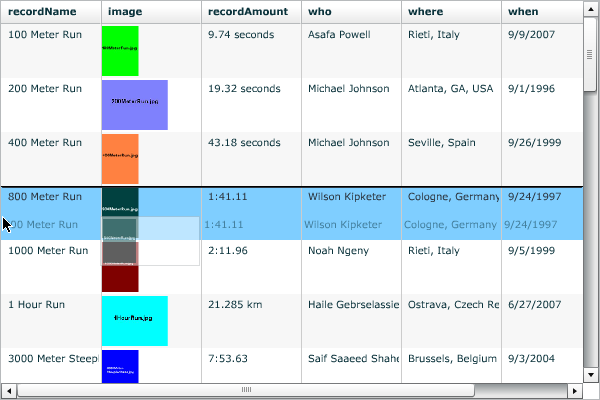 recordName image recordAmount who where when
100 Meter Run 100MeterRun.jpg 9.74 seconds Asafa Powell Rieti, Italy 9/9/2007
200 Meter Run 200MeterRun.jpg 19.32 seconds Michael Johnson Atlanta, GA, USA 9/1/1996
400 Meter Run 400MeterRun.jpg 43.18 seconds Michael Johnson Seville, Spain 9/26/1999
800 Meter Run 1:41.11 Wilson Kipketer Cologne, Germany 9/24/1997
00 Meter Run 1:41.11 Wilson Kipketer Cologne, Germany 9/24/1997
1000 Meter Run 2:11.96 Noah Ngeny Rieti, Italy 9/5/1999
1 Hour Run 1HourRun.jpg 21.285 km Haile Gebrselassie Ostrava, Czech Re 6/27/2007
3000 Meter Steepl 7:53.63 Saif Saaeed Shahe Brussels, Belgium 9/3/2004